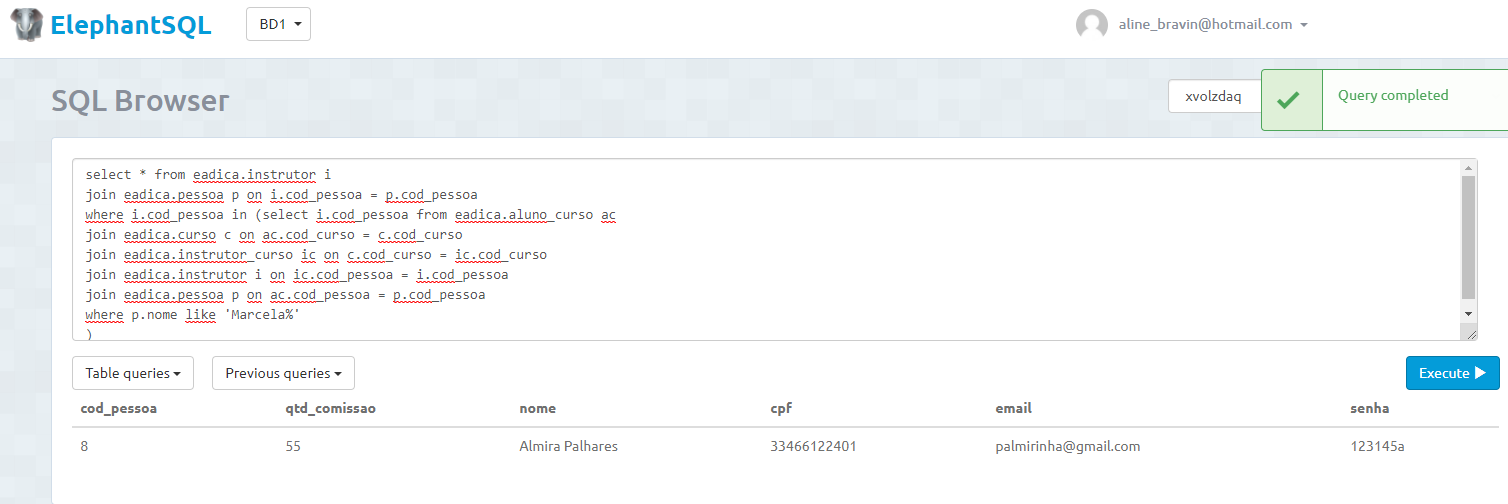 ElephantSQL BD1 aline_bravin@hotmail.com
SQL Browser xvolzdaq Query completed
select * from eadica.instrutor i
join eadica.pessoa p on i.cod_pessoa = p.cod_pessoa
where i.cod_pessoa in (select i.cod_pessoa from eadica.aluno_curso ac
join eadica.curso c on ac.cod_curso = c.cod_curso
join eadica.instrutor_curso ic on c.cod_curso = ic.cod_curso
join eadica.instrutor i on ic.cod_pessoa = i.cod_pessoa
join eadica.pessoa p on ac.cod_pessoa = p.cod_pessoa
where p.nome like 'Marcela%'
)
Table queries Previous queries Execute
cod_pessoa qtd_comissao nome cpf email senha
8 55 Almira Palhares 33466122401 palmirinha@gmail.com 123145a